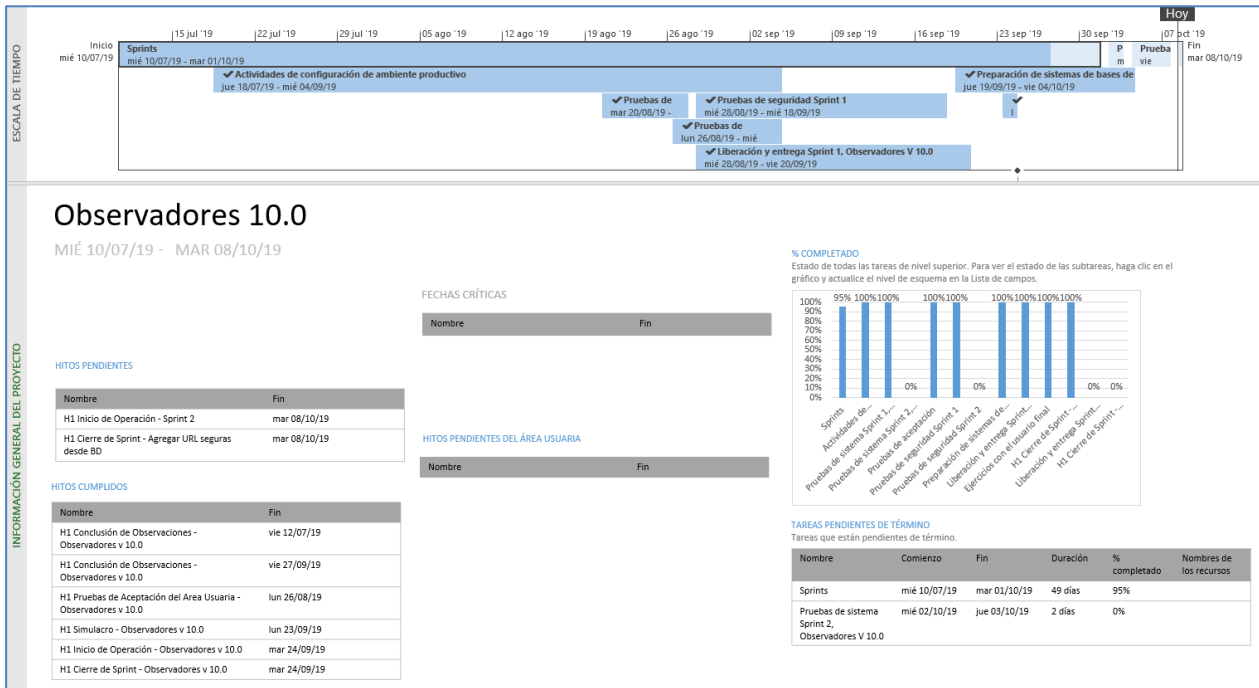 Hoy
15 jul '19
22 jul '19
29 jul '19
05 ago '19
12 ago '19
19 ago '19
26 ago '19
02 sep '19
09 sep '19
16 sep '19
23 sep '19
30 sep '19
07 oct '19
ESCALA DE TIEMPO
Inicio
mié 10/07/19
Sprints
mié 10/07/19 - mar 01/10/19
P
m
Prueba
vie
Fin
mar 08/10/19
✔Actividades de configuración de ambiente productivo
jue 18/07/19 - mié 04/09/19
✔Preparación de sistemas de bases de
jue 19/09/19 - vie 04/10/19
✔Pruebas de
mar 20/08/19 -
✔Pruebas de seguridad Sprint 1
mié 28/08/19 - mié 18/09/19
✔
✔Pruebas de
lun 26/08/19 - mié
✔Liberación y entrega Sprint 1, Observadores V 10.0
mié 28/08/19 - vie 20/09/19
INFORMACIÓN GENERAL DEL PROYECTO
Observadores 10.0
MIÉ 10/07/19 - MAR 08/10/19
HITOS PENDIENTES
Nombre Fin
H1 Inicio de Operación - Sprint 2 mar 08/10/19
H1 Cierre de Sprint - Agregar URL seguras mar 08/10/19
desde BD
HITOS CUMPLIDOS
Nombre Fin
H1 Conclusión de Observaciones - vie 12/07/19
Observadores v 10.0
H1 Conclusión de Observaciones - vie 27/09/19
Observadores v 10.0
H1 Pruebas de Aceptación del Area Usuaria - lun 26/08/19
Observadores v 10.0
H1 Simulacro - Observadores v 10.0 lun 23/09/19
H1 Inicio de Operación - Observadores v 10.0 mar 24/09/19
H1 Cierre de Sprint - Observadores v 10.0 mar 24/09/19
FECHAS CRÍTICAS
Nombre Fin
HITOS PENDIENTES DEL ÁREA USUARIA
Nombre Fin
% COMPLETADO
Estado de todas las tareas de nivel superior. Para ver el estado de las subtareas, haga clic en el
gráfico y actualice el nivel de esquema en la Lista de campos.
100%
90%
80%
70%
60%
50%
40%
30%
20%
10%
0%
95% 100% 100% 0% 100% 100% 0% 100% 100% 100% 100% 0% 0%
Sprints
Actividades de...
Pruebas de sistema Sprint 1,...
Pruebas de sistema Sprint 2,...
Pruebas de aceptación
Pruebas de seguridad Sprint 1
Pruebas de seguridad Sprint 2
Preparación de sistemas de...
Liberación y entrega Sprint...
Ejercicios con el usuario final
H1 Cierre de Sprint-...
Liberación y entrega Sprint...
H1 Cierre de Sprint-...
TAREAS PENDIENTES DE TÉRMINO
Tareas que están pendientes de término.
Nombre Comienzo Fin Duración % completado Nombres de los recursos
Sprints mié 10/07/19 mar 01/10/19 49 días 95%
Pruebas de sistema mié 02/10/19 jue 03/10/19 2 días 0%
Sprint 2,
Observadores V 10.0